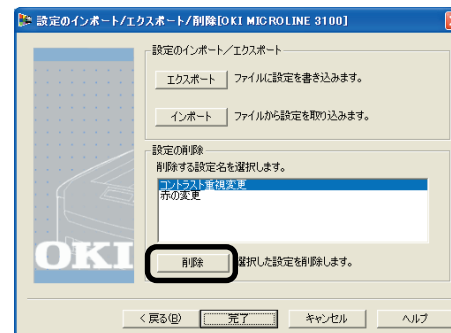 設定のインポート/エクスポート/削除[OKI MICROLINE 3100]
設定のインポート/エクスポート
エクスポート ファイルに設定を書き込みます。
インポート ファイルから設定を取り込みます。
設定の削除
削除する設定名を選択します。
コントラスト重視変更
赤の変更
OKI
削除 選択した設定を削除します。
< 戻る(B) 完了 キャンセル ヘルプ